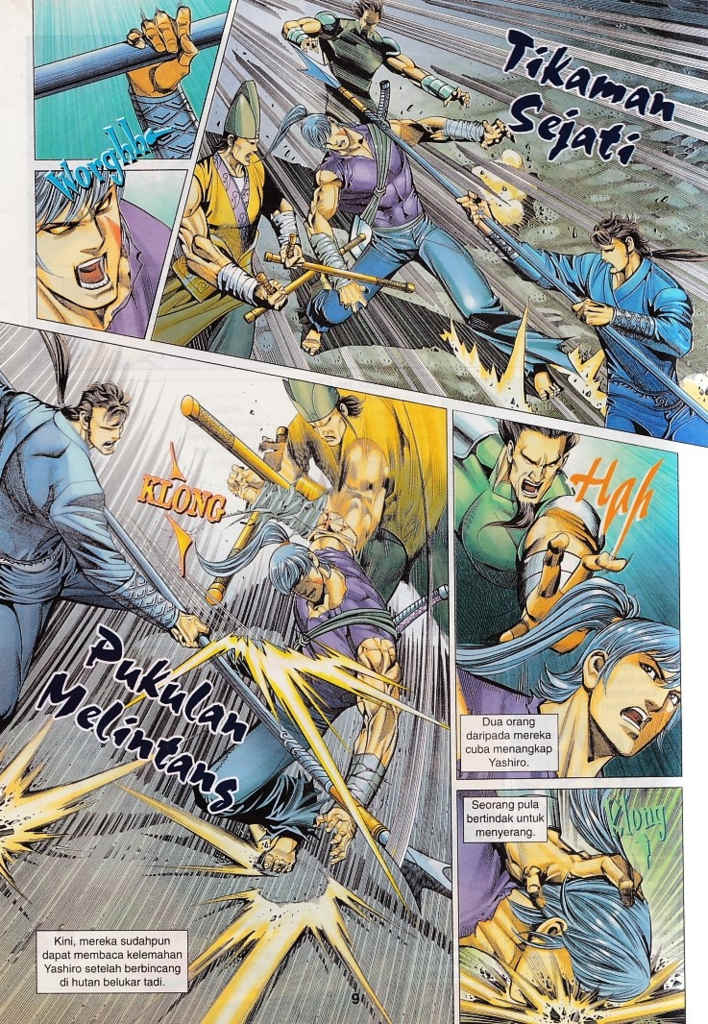 Worghh
Tikaman
Sejati
KLONG
Pukulan
Melintang
Hah
Dua orang
daripada mereka
cuba menangkap
Yashiro.
Seorang pula
bertindak untuk
menyerang.
Klong
!
Kini, mereka sudahpun
dapat membaca kelemahan
Yashiro setelah berbincang
di hutan belukar tadi.
9